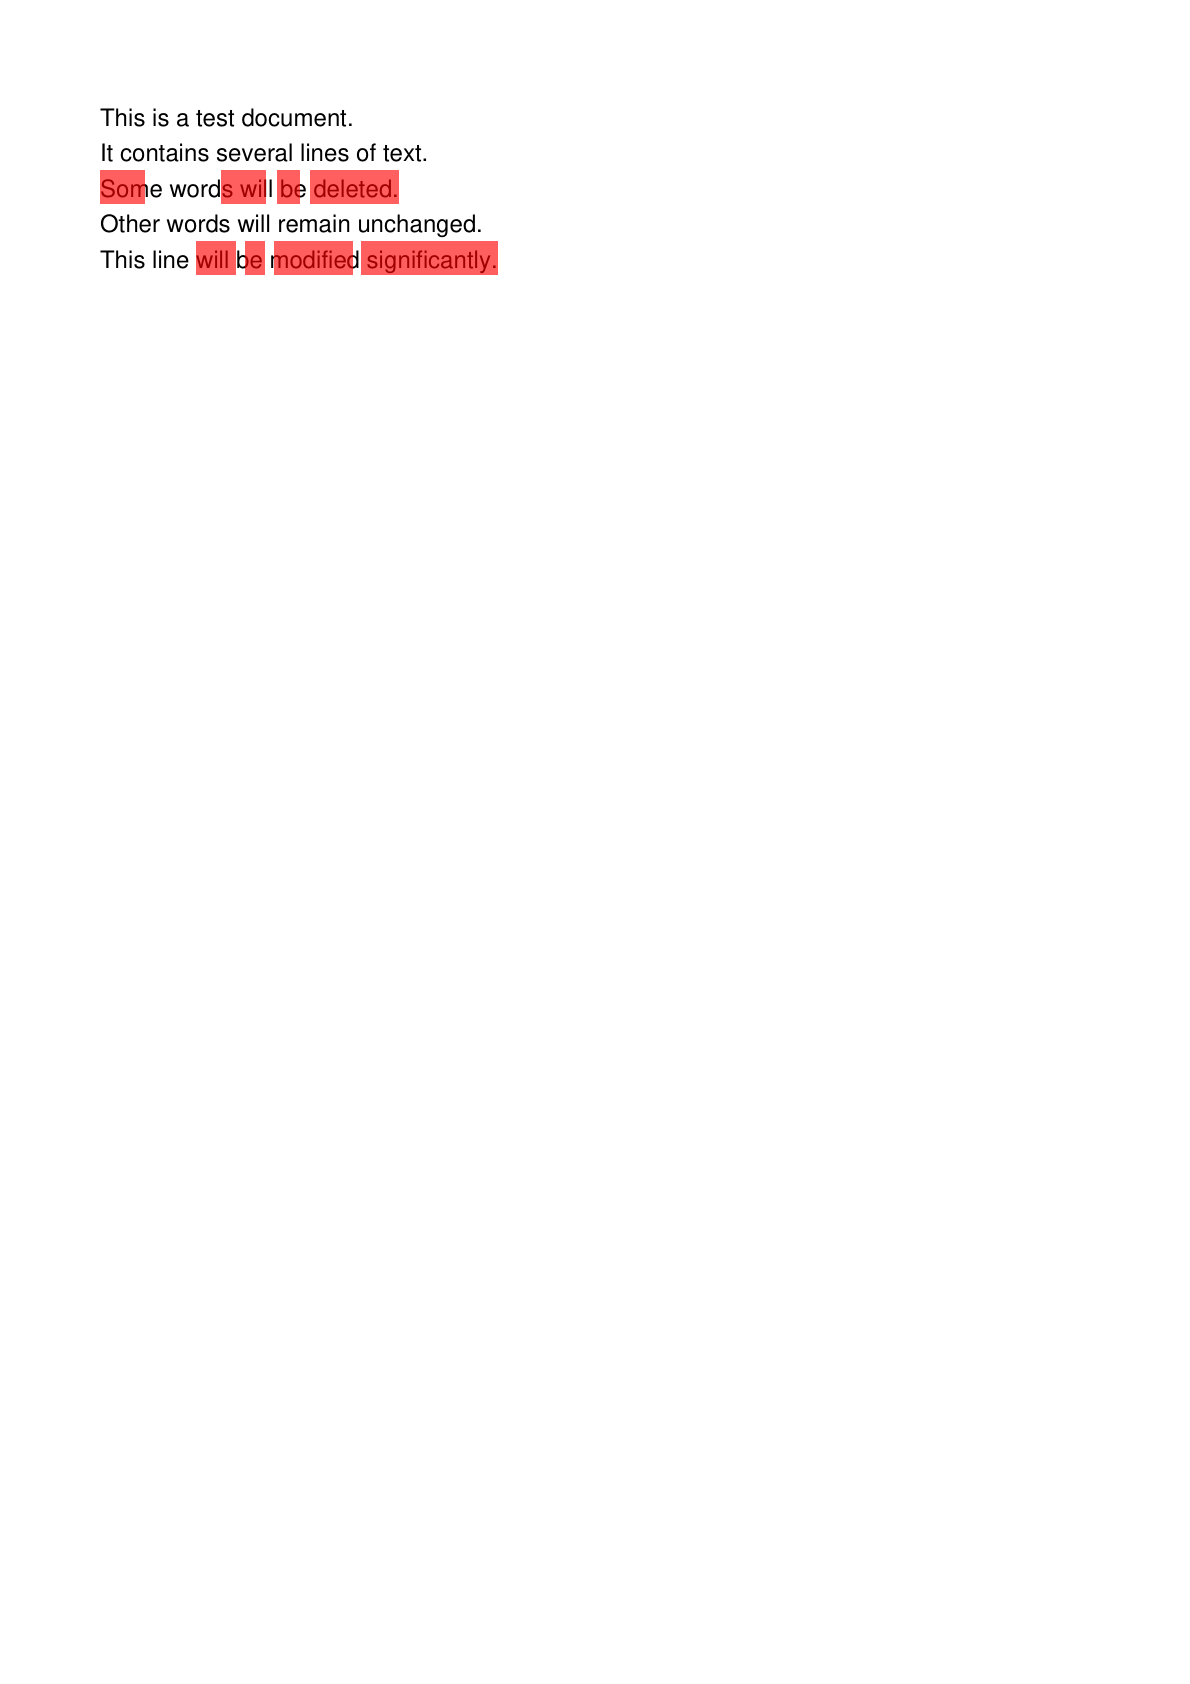 This is a test document.
It contains several lines of text.
Some words will be deleted.
Other words will remain unchanged.
This line will be modified significantly.